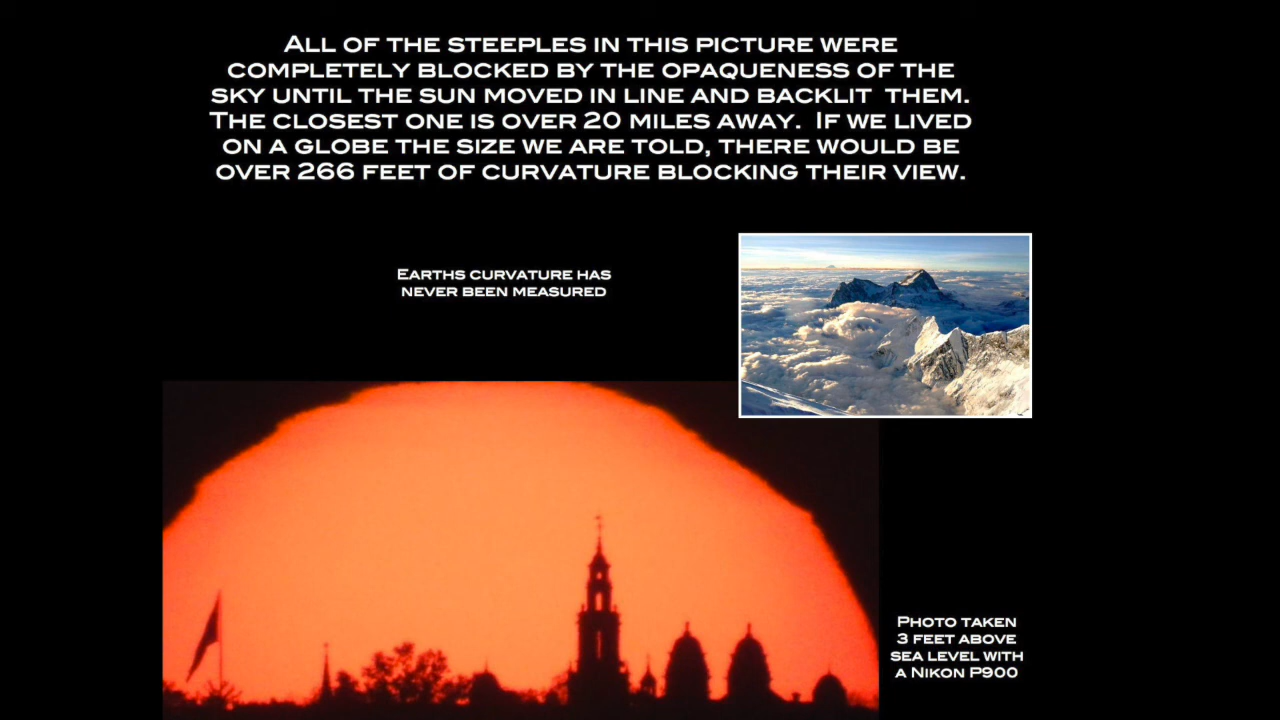 ALL OF THE STEEPLES IN THIS PICTURE WERE
COMPLETELY BLOCKED BY THE OPAQUENESS OF THE
SKY UNTIL THE SUN MOVED IN LINE AND BACKLIT THEM.
THE CLOSEST ONE IS OVER 20 MILES AWAY. IF WE LIVED
ON A GLOBE THE SIZE WE ARE TOLD, THERE WOULD BE
OVER 266 FEET OF CURVATURE BLOCKING THEIR VIEW.
EARTHS CURVATURE HAS
NEVER BEEN MEASURED
PHOTO TAKEN
3 FEET ABOVE
SEA LEVEL WITH
A NIKON P900